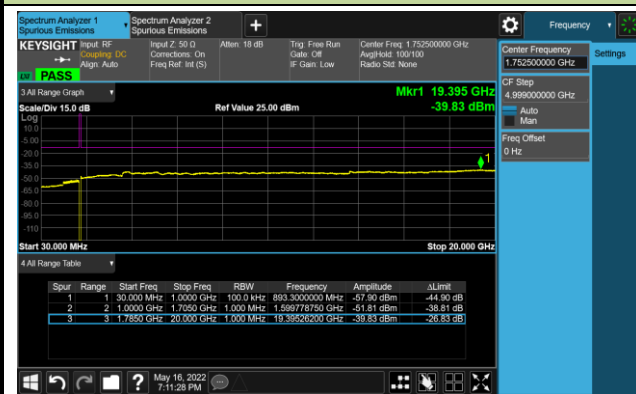 Spectrum Analyzer 1
Spurious Emissions
Spectrum Analyzer 2
Spurious Emissions
+
Frequency
KEYSIGHT
Input: RF
Coupling: DC
Align: Auto
Input Z: 50 Ω
Corrections: On
Freq Ref: Int (S)
Atten: 18 dB
Trig: Free Run
Gate: Off
IF Gain: Low
Center Freq: 1.752500000 GHz
Avg|Hold: 100/100
Radio Std: None
PASS
3 All Range Graph
Mkr1 19.395 GHz
-39.83 dBm
Scale/Div 15.0 dB
Ref Value 25.00 dBm
Log
10.0
-5.00
-20.0
-35.0
-50.0
-65.0
-80.0
-95.0
-110
1
Start 30.000 MHz
Stop 20.000 GHz
4 All Range Table
Spur Range Start Freq Stop Freq RBW Frequency Amplitude ΔLimit
1 1 30.000 MHz 1.0000 GHz 100.0 kHz 893.3000000 MHz -57.90 dBm -44.90 dB
2 2 1.0000 GHz 1.7050 GHz 1.000 MHz 1.599778750 GHz -51.81 dBm -38.81 dB
3 3 1.7850 GHz 20.000 GHz 1.000 MHz 19.39526200 GHz -39.83 dBm -26.83 dB
Center Frequency
1.752500000 GHz
Settings
CF Step
4.999000000 GHz
Auto
Man
Freq Offset
0 Hz
?
May 16, 2022
7:11:28 PM